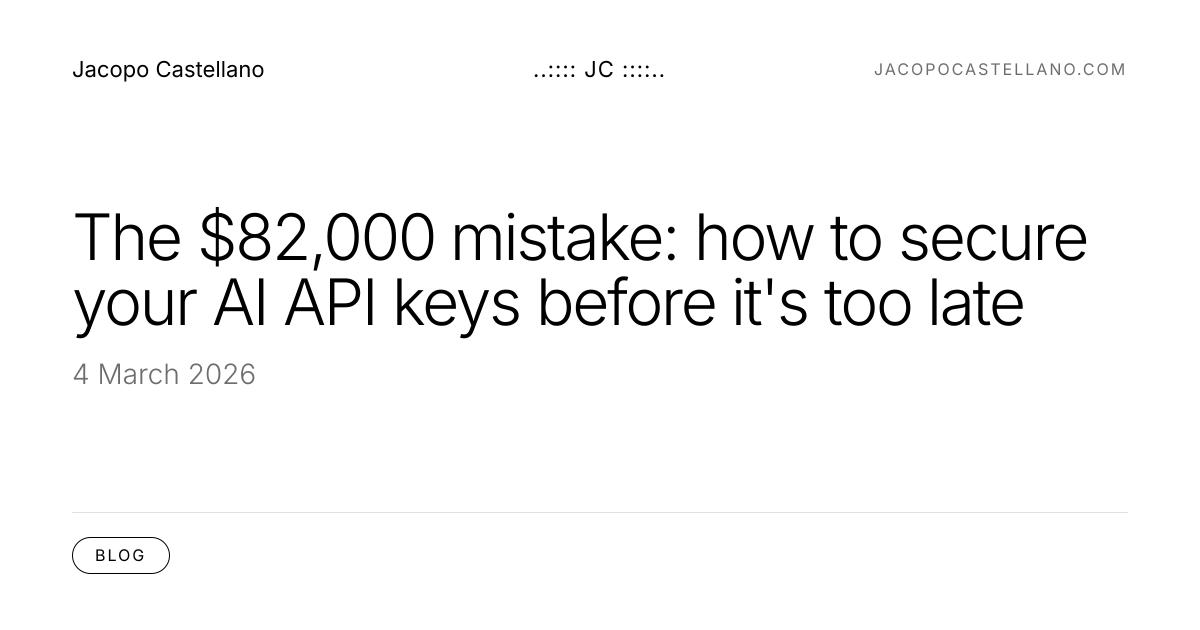 Jacopo Castellano
..:::: JC ::::..
JACOPOCASTELLANO.COM
The $82,000 mistake: how to secure
your AI API keys before it's too late
4 March 2026
BLOG